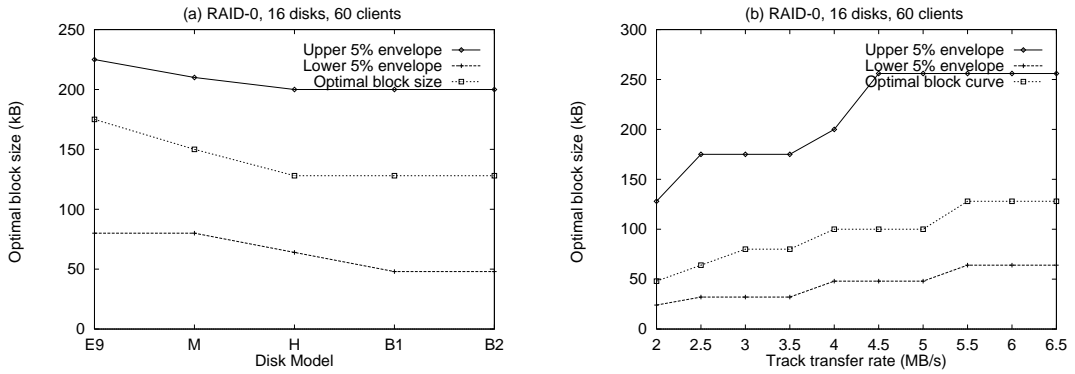 (a) RAID-0, 16 disks, 60 clients
250
200
150
100
50
0
Optimal block size (kB)
Upper 5% envelope
Lower 5% envelope
Optimal block size
E9 M H B1 B2
Disk Model
(b) RAID-0, 16 disks, 60 clients
300
250
200
150
100
50
0
Optimal block size (kB)
Upper 5% envelope
Lower 5% envelope
Optimal block curve
2 2.5 3 3.5 4 4.5 5 5.5 6 6.5
Track transfer rate (MB/s)